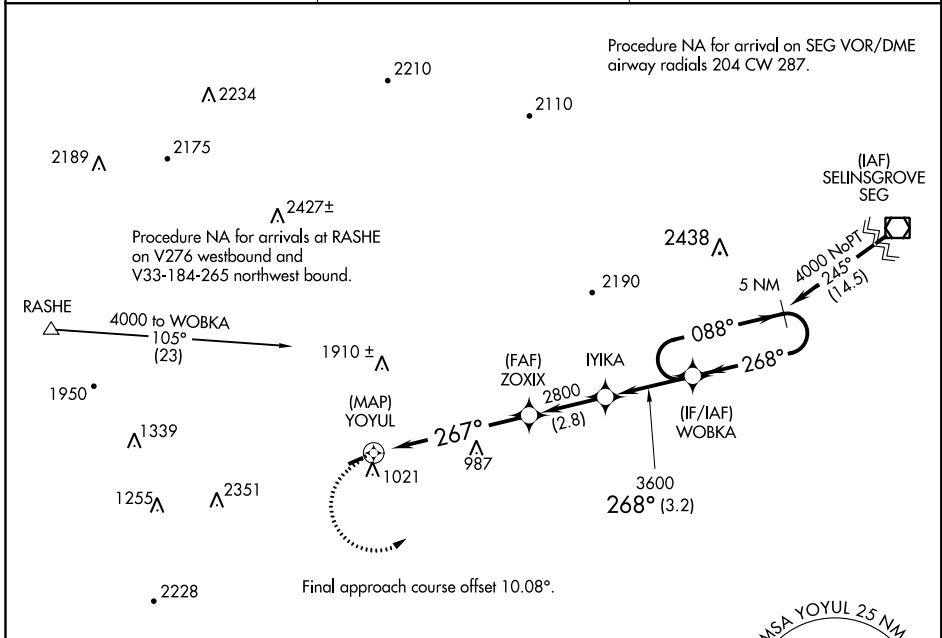 Procedure NA for arrival on SEG VOR/DME
airway radials 204 CW 287.
2210
2234
2110
2175
2189
(IAF)
SELINSGROVE
SEG
2427±
Procedure NA for arrivals at RASHE
on V276 westbound and
V33-184-265 northwest bound.
2438
4000 NoPT
245°
(14.5)
5 NM
2190
RASHE
4000 to WOBKA
105°
(23)
088°
1910 ±
(FAF)
ZOXIX
IYIKA
268°
1950
2800
(2.8)
(MAP)
YOYUL
(IF/IAF)
WOBKA
267°
1339
987
1021
3600
268° (3.2)
1255
2351
Final approach course offset 10.08°.
2228
MSA YOYUL 25 NM